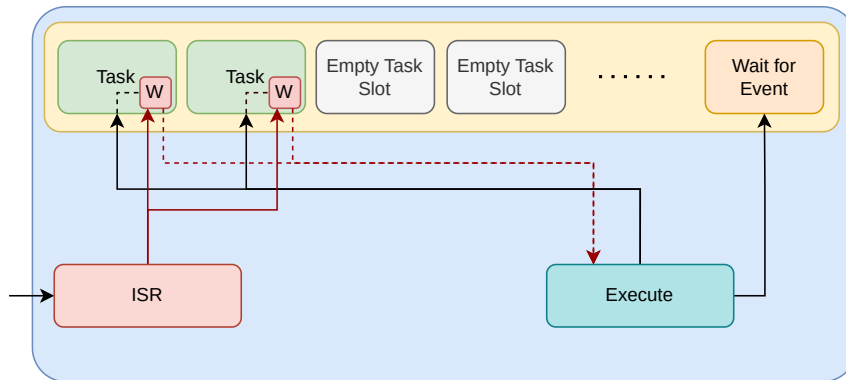 Task
W
Task
W
Empty Task
Slot
Empty Task
Slot
......
Wait for
Event
ISR
Execute